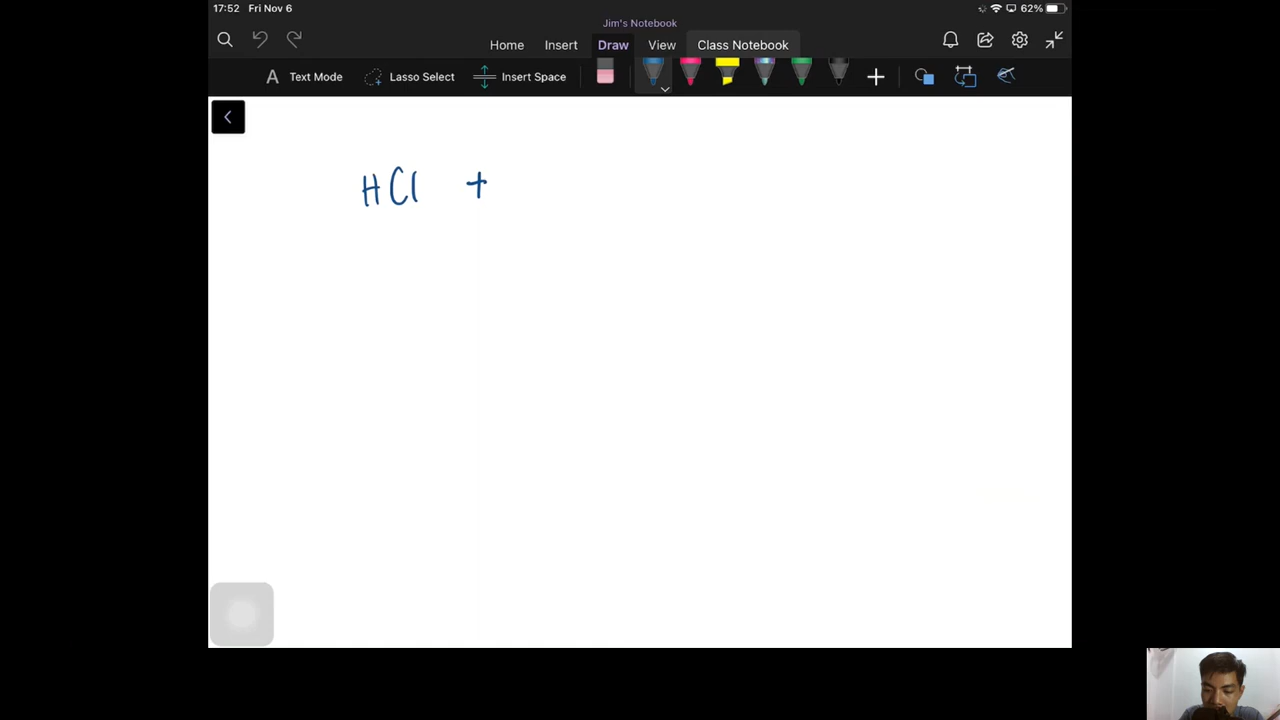 17:52 Fri Nov 6 62%
Jim's Notebook
Home Insert Draw View Class Notebook
A Text Mode Lasso Select Insert Space
HCl +